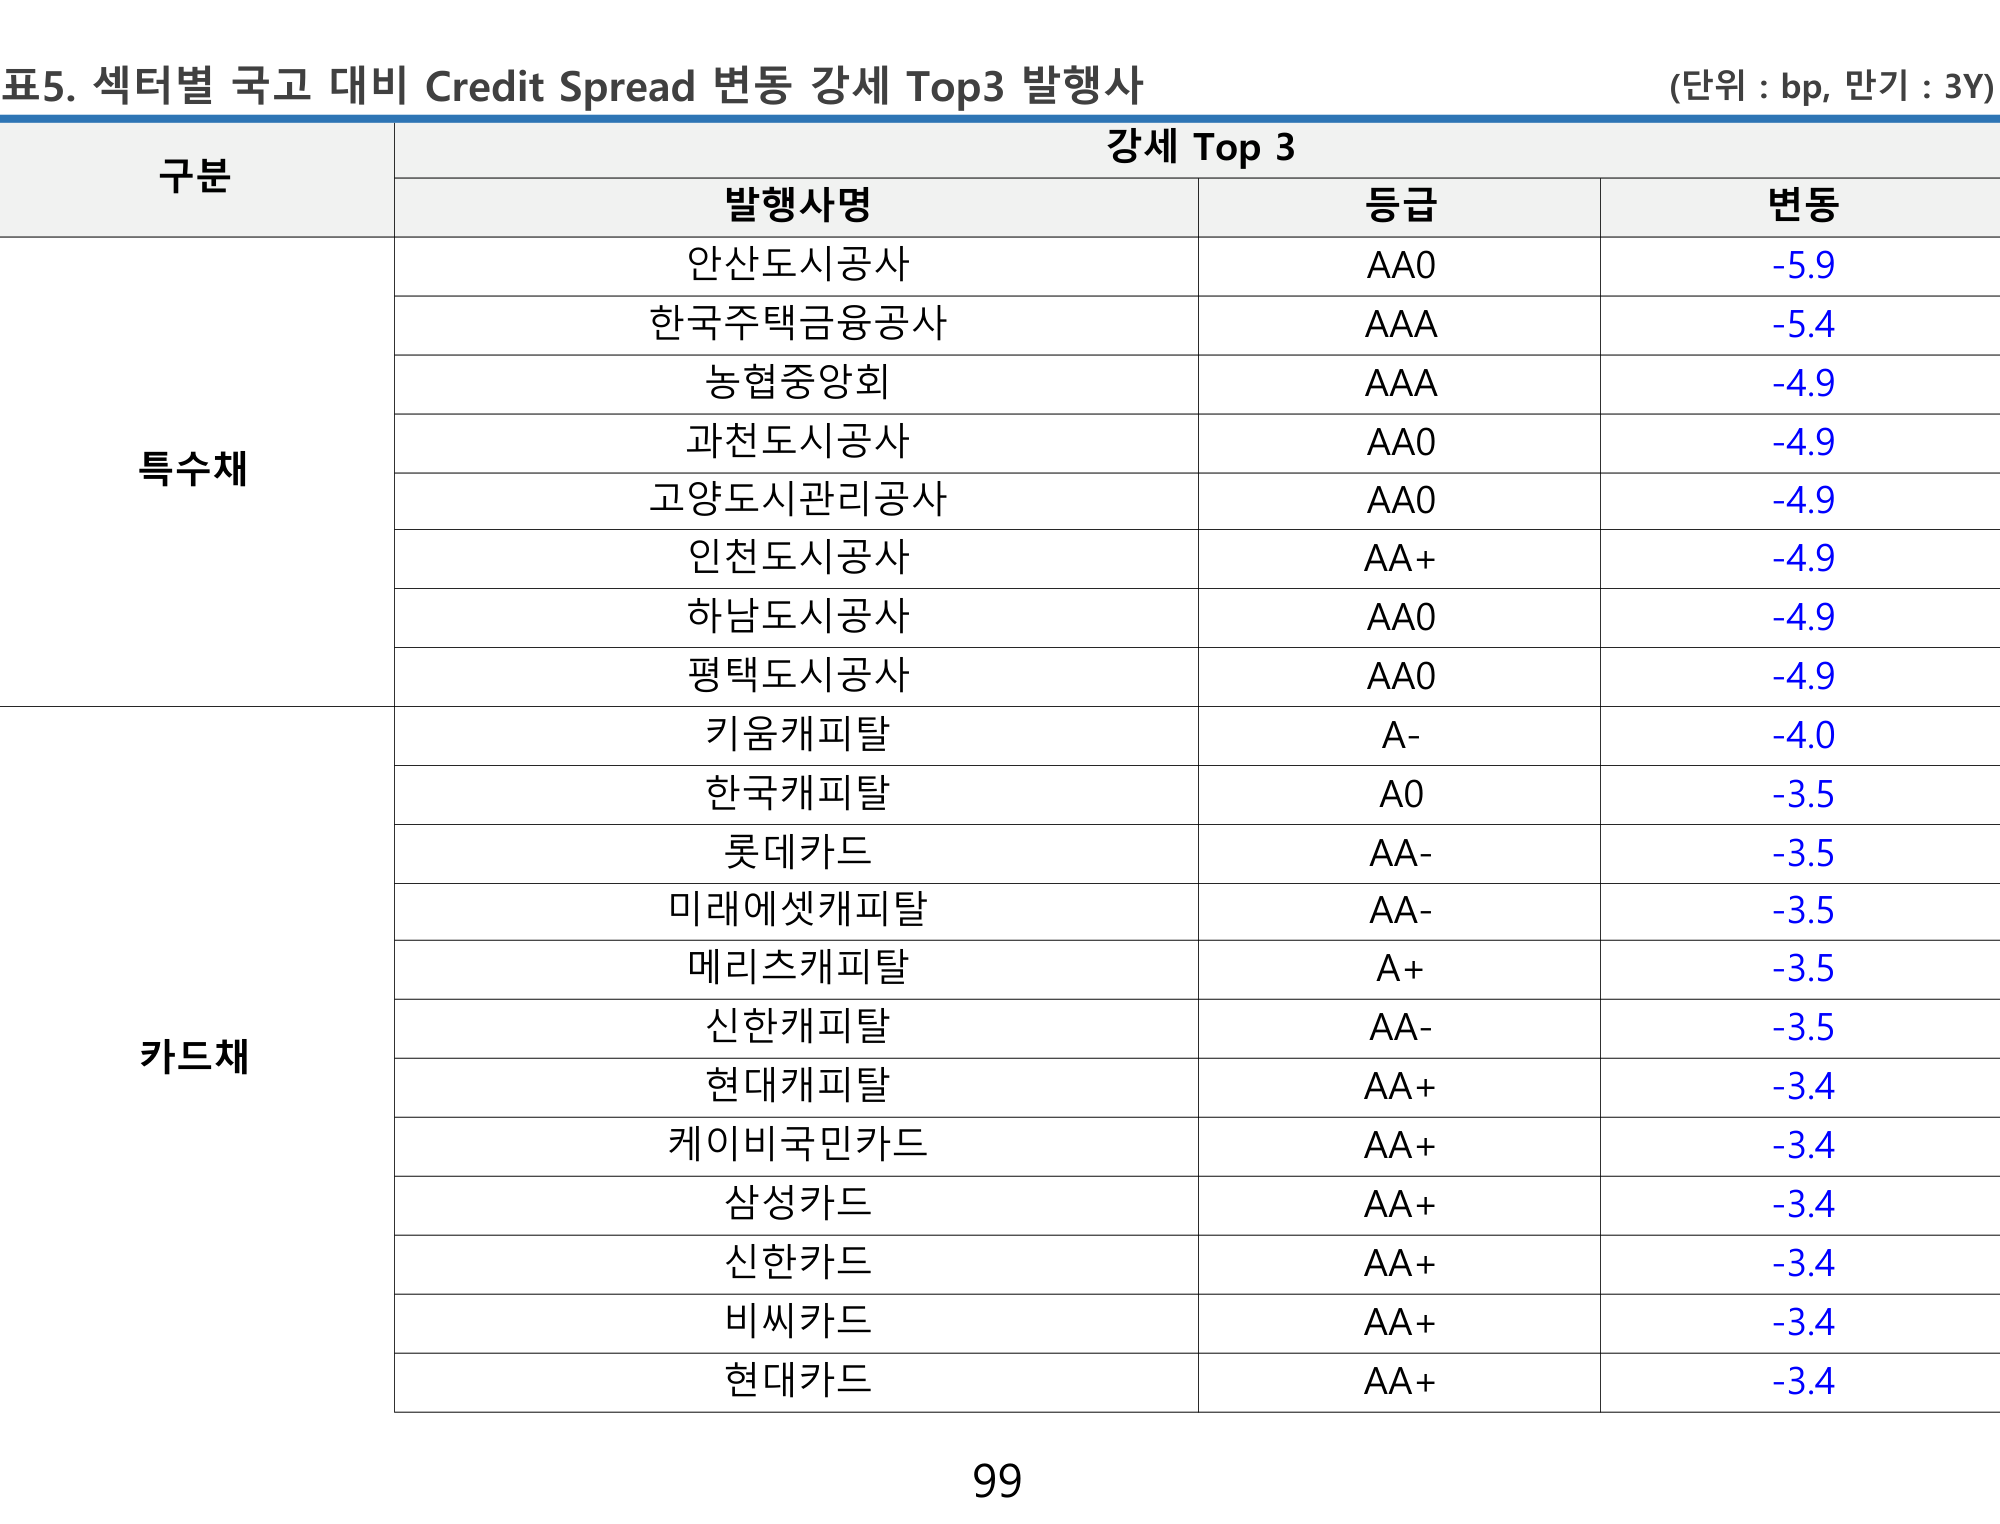 표5. 섹터별 국고 대비 Credit Spread 변동 강세 Top3 발행사 (단위 : bp, 만기 : 3Y)
구분 강세 Top 3
발행사명 등급 변동
특수채 안산도시공사 AA0 -5.9
한국주택금융공사 AAA -5.4
농협중앙회 AAA -4.9
과천도시공사 AA0 -4.9
고양도시관리공사 AA0 -4.9
인천도시공사 AA+ -4.9
하남도시공사 AA0 -4.9
평택도시공사 AA0 -4.9
카드채 키움캐피탈 A- -4.0
한국캐피탈 A0 -3.5
롯데카드 AA- -3.5
미래에셋캐피탈 AA- -3.5
메리츠캐피탈 A+ -3.5
신한캐피탈 AA- -3.5
현대캐피탈 AA+ -3.4
케이비국민카드 AA+ -3.4
삼성카드 AA+ -3.4
신한카드 AA+ -3.4
비씨카드 AA+ -3.4
현대카드 AA+ -3.4
99